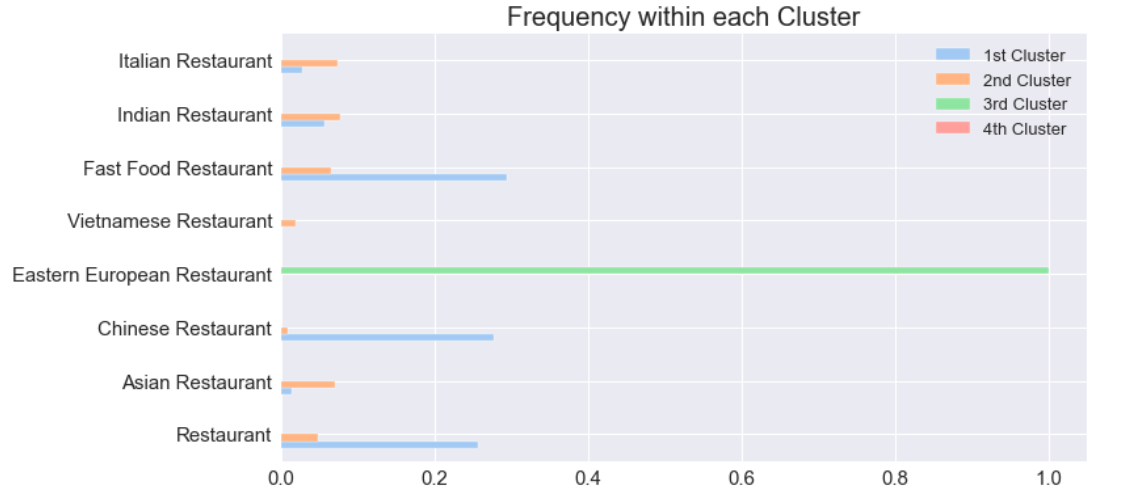 Frequency within each Cluster
Italian Restaurant
Indian Restaurant
Fast Food Restaurant
Vietnamese Restaurant
Eastern European Restaurant
Chinese Restaurant
Asian Restaurant
Restaurant
1st Cluster
2nd Cluster
3rd Cluster
4th Cluster
0.0 0.2 0.4 0.6 0.8 1.0